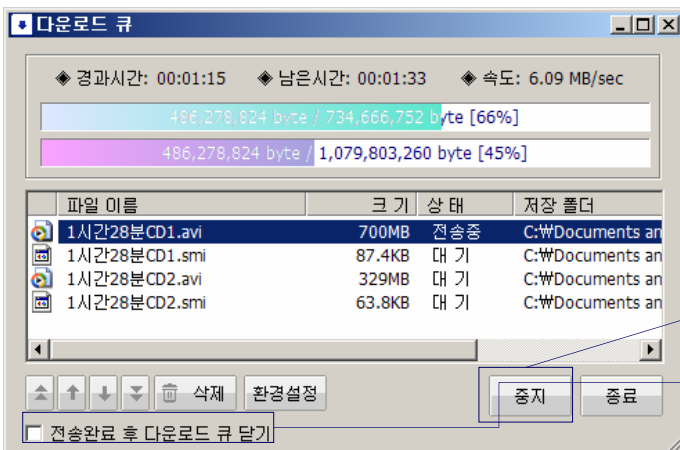 다운로드 큐
◈ 경과시간: 00:01:15 ◈ 남은시간: 00:01:33 ◈ 속도: 6.09 MB/sec
486,278,824 byte / 734,666,752 byte [66%]
486,278,824 byte / 1,079,803,260 byte [45%]
파일 이름 크 기 상 태 저장 폴더
1시간28분CD1.avi 700MB 전송중 C:₩Documents an
1시간28분CD1.smi 87.4KB 대 기 C:₩Documents an
1시간28분CD2.avi 329MB 대 기 C:₩Documents an
1시간28분CD2.smi 63.8KB 대 기 C:₩Documents an
삭제 환경설정 중지 종료
전송완료 후 다운로드 큐 닫기